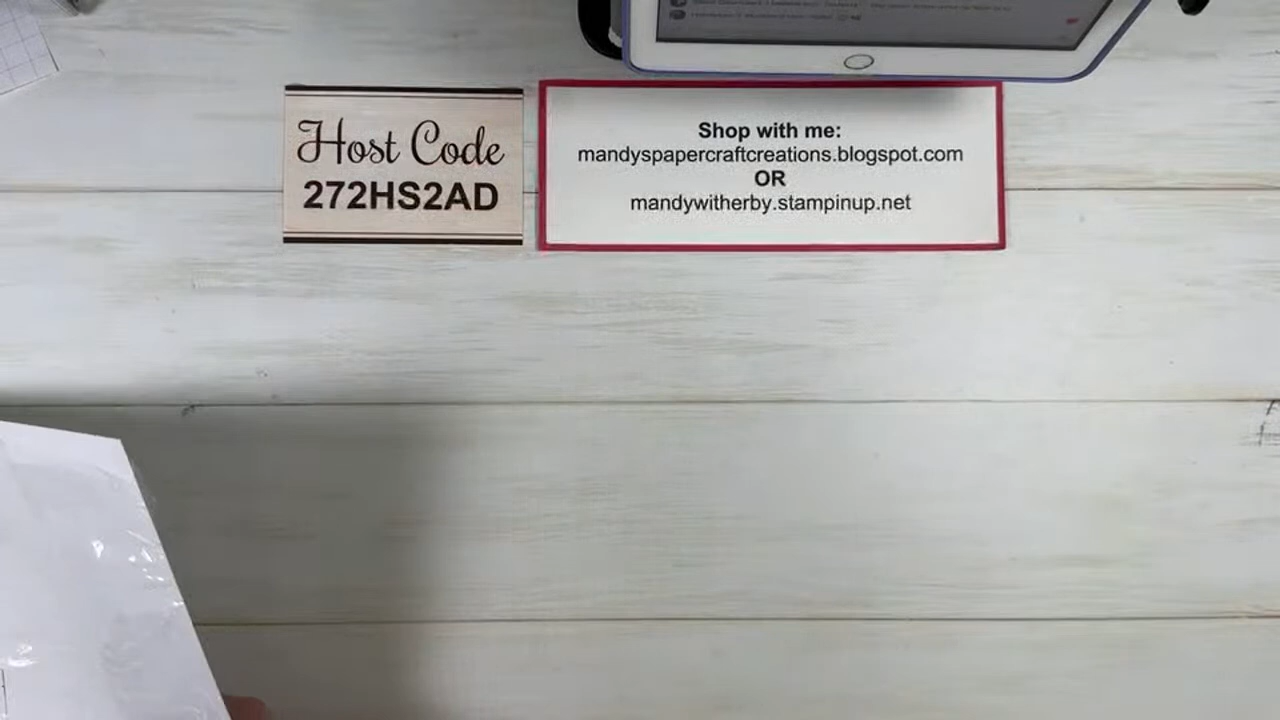 Host Code
272HS2AD
Shop with me:
mandyspapercraftcreations.blogspot.com
OR
mandywitherby.stampinup.net